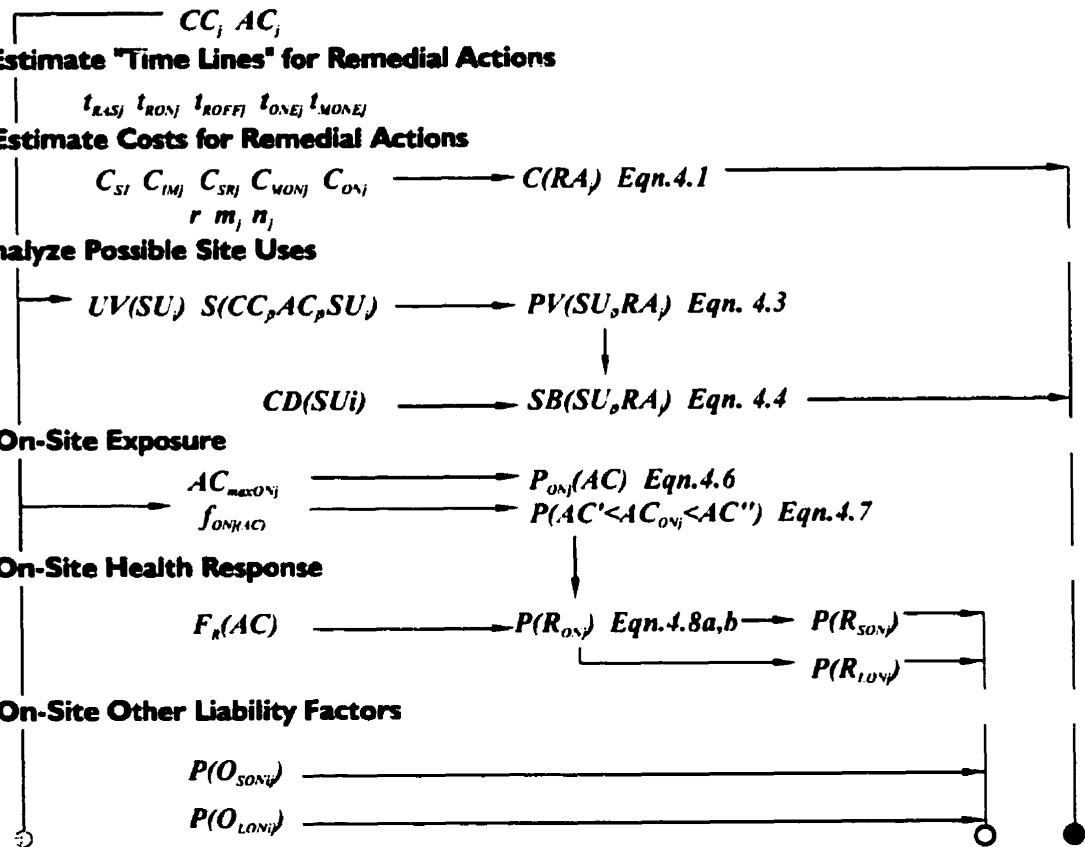 CC_j AC_j
Estimate "Time Lines" for Remedial Actions
t_RASj t_RONj t_ROFFj t_ONEj t_MONEj
Estimate Costs for Remedial Actions
C_SI C_IMj C_SRj C_MONj C_ONj C(RA_j) Eqn.4.1
r m_j n_j
nalyze Possible Site Uses
UV(SU_i) S(CC_j,AC_j,SU_i) PV(SU_i,RA_j) Eqn. 4.3
CD(SUi) SB(SU_i,RA_j) Eqn. 4.4
On-Site Exposure
AC_maxONj P_ONj(AC) Eqn.4.6
f_ONj(AC) P(AC'<AC_ONj<AC'') Eqn.4.7
On-Site Health Response
F_R(AC) P(R_ONj) Eqn.4.8a,b P(R_SONj)
P(R_LONj)
On-Site Other Liability Factors
P(O_SONij)
P(O_LONij)